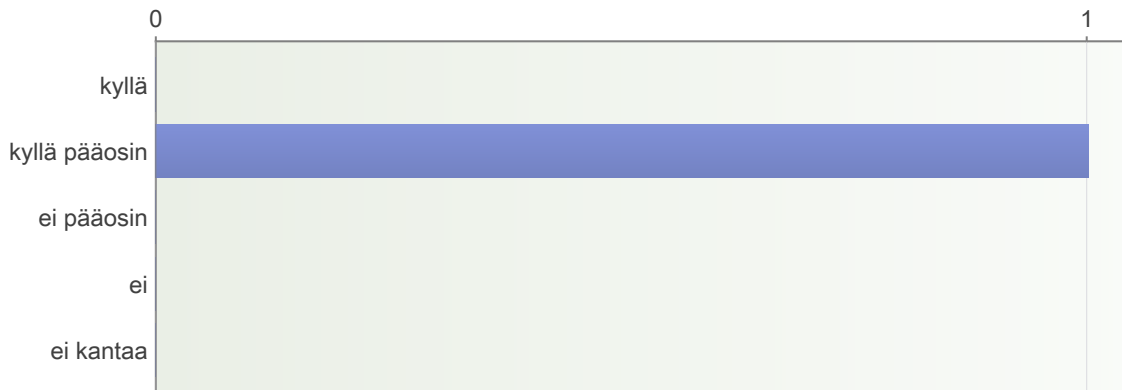 0 1
kyllä
kyllä pääosin
ei pääosin
ei
ei kantaa